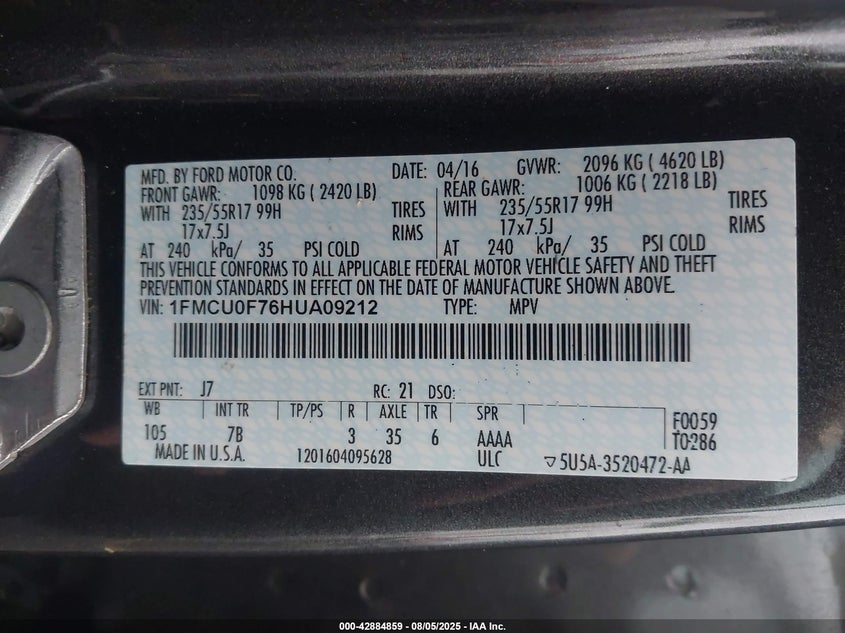 MFD. BY FORD MOTOR CO. DATE: 04/16 GVWR: 2096 KG ( 4620 LB)
FRONT GAWR: 1098 KG ( 2420 LB) REAR GAWR: 1006 KG ( 2218 LB)
WITH 235/55R17 99H TIRES WITH 235/55R17 99H TIRES
17x7.5J RIMS 17x7.5J RIMS
AT 240 kPa/ 35 PSI COLD AT 240 kPa/ 35 PSI COLD
THIS VEHICLE CONFORMS TO ALL APPLICABLE FEDERAL MOTOR VEHICLE SAFETY AND THEFT
PREVENTION STANDARDS IN EFFECT ON THE DATE OF MANUFACTURE SHOWN ABOVE.
VIN: 1FMCU0F76HUA09212 TYPE: MPV
EXT PNT: J7 RC: 21 DSO:
WB INT TR TP/PS R AXLE TR SPR F0059
105 7B 3 35 6 AAAA T0286
MADE IN U.S.A. 1201604095628 ULC ▽5U5A-3520472-AA
000-42884859 - 08/05/2025 - IAA Inc.